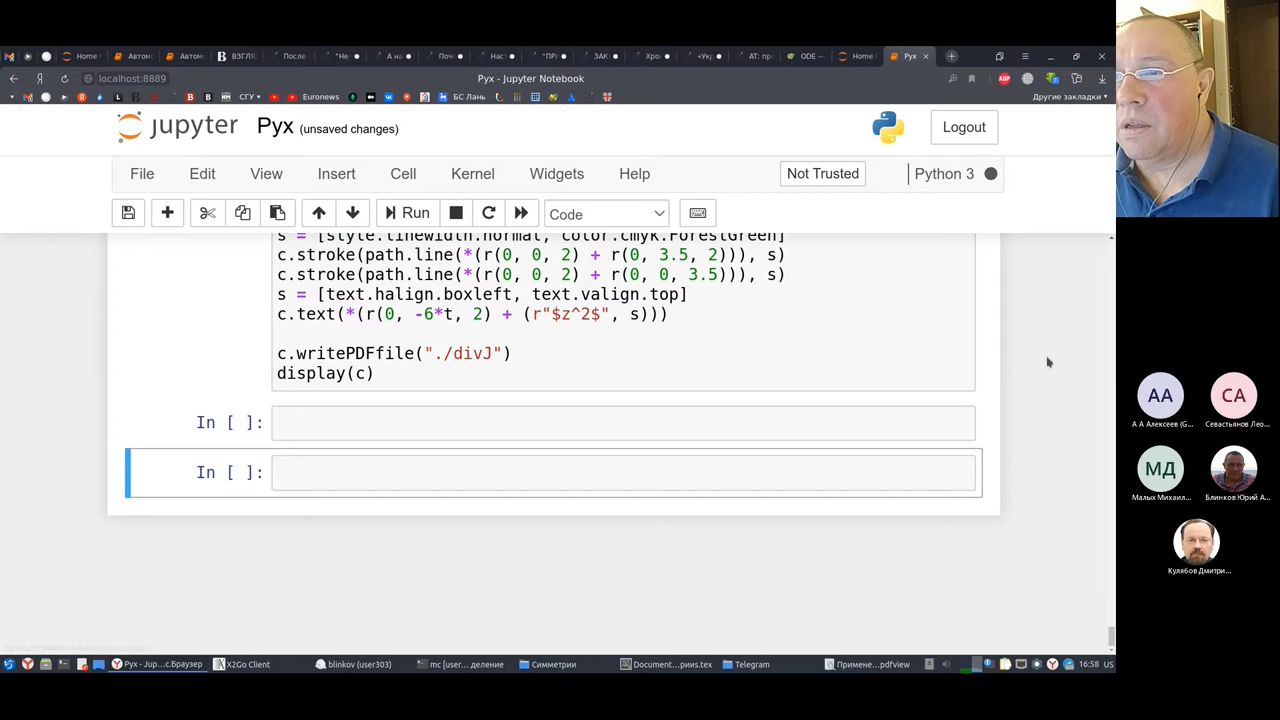 Home
Автом
Автом
ВЗГЛЯ
После
"Не
А на
Поч
Нас
"ПР
ЗАК
Хро
«Укр
АТ: пр
ODE —
Home
Pyx
localhost:8889
Pyx - Jupyter Notebook
СГУ
Euronews
БС Лань
Другие закладки
jupyter Pyx (unsaved changes)
Logout
File Edit View Insert Cell Kernel Widgets Help
Not Trusted
Python 3
Run
Code
s = [style.linewidth.normal, color.cmyk.ForestGreen]
c.stroke(path.line(*(r(0, 0, 2) + r(0, 3.5, 2))), s)
c.stroke(path.line(*(r(0, 0, 2) + r(0, 0, 3.5))), s)
s = [text.halign.boxleft, text.valign.top]
c.text(*(r(0, -6*t, 2) + (r"$z^2$", s)))
c.writePDFfile("./divJ")
display(c)
In [ ]:
In [ ]:
АА
СА
А А Алексеев (G...
Севастьянов Лео...
МД
Малых Михаил...
Блинков Юрий А...
Кулябов Дмитри...
Pyx - Jup...с.Браузер
X2Go Client
blinkov (user303)
mc [user... деление
Симметрии
Document...рииs.tex
Telegram
Примене...pdfview
16:58
US